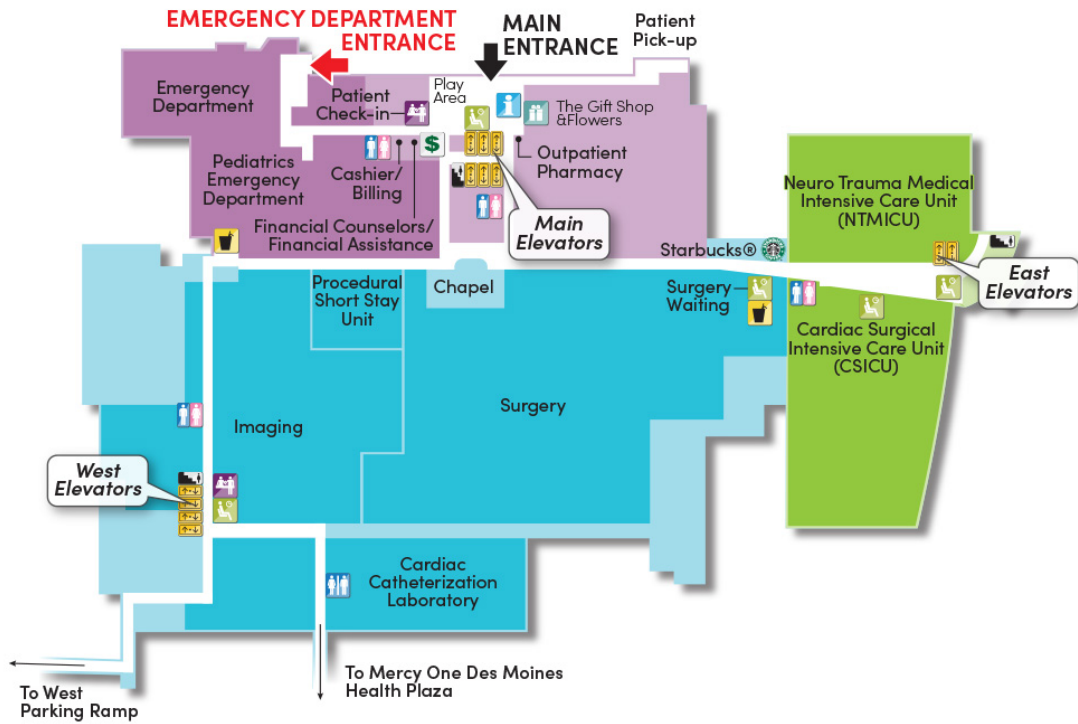 EMERGENCY DEPARTMENT
ENTRANCE
MAIN
ENTRANCE
Patient
Pick-up
Emergency
Department
Patient
Check-in
Play
Area
i
The Gift Shop
&Flowers
$
Outpatient
Pharmacy
Pediatrics
Emergency
Department
Cashier/
Billing
Financial Counselors/
Financial Assistance
Main
Elevators
Neuro Trauma Medical
Intensive Care Unit
(NTMICU)
Starbucks®
East
Elevators
Procedural
Short Stay
Unit
Chapel
Surgery
Waiting
Cardiac Surgical
Intensive Care Unit
(CSICU)
Imaging
Surgery
West
Elevators
Cardiac
Catheterization
Laboratory
To West
Parking Ramp
To Mercy One Des Moines
Health Plaza